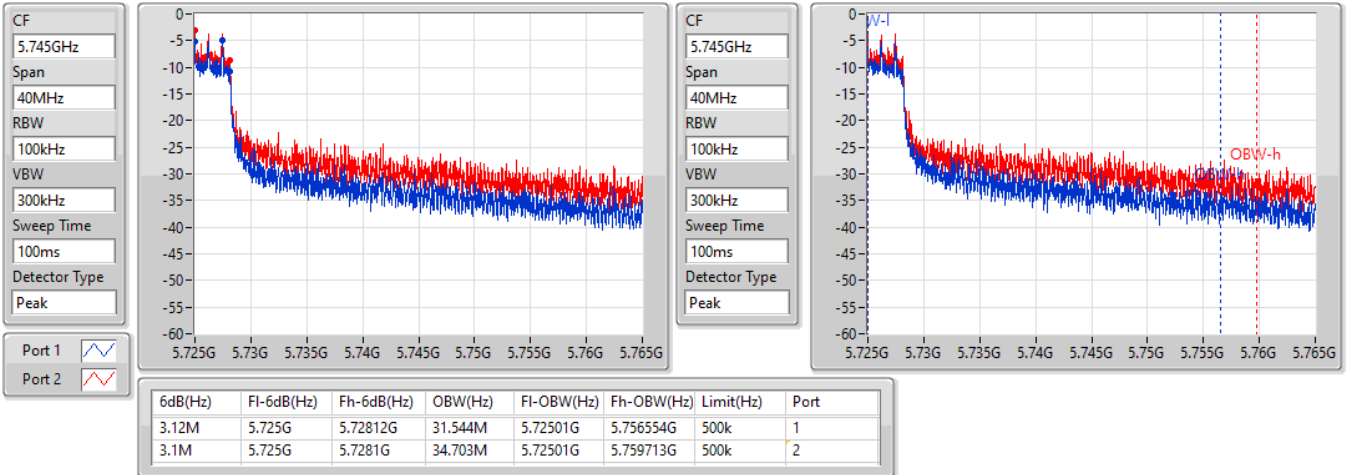 CF
5.745GHz
Span
40MHz
RBW
100kHz
VBW
300kHz
Sweep Time
100ms
Detector Type
Peak
Port 1
Port 2
0-
-5-
-10-
-15-
-20-
-25-
-30-
-35-
-40-
-45-
-50-
-55-
-60-
5.725G 5.73G 5.735G 5.74G 5.745G 5.75G 5.755G 5.76G 5.765G
CF
5.745GHz
Span
40MHz
RBW
100kHz
VBW
300kHz
Sweep Time
100ms
Detector Type
Peak
0-
-5-
-10-
-15-
-20-
-25-
-30-
-35-
-40-
-45-
-50-
-55-
-60-
W-l
OBW-h
5.725G 5.73G 5.735G 5.74G 5.745G 5.75G 5.755G 5.76G 5.765G
6dB(Hz) Fl-6dB(Hz) Fh-6dB(Hz) OBW(Hz) Fl-OBW(Hz) Fh-OBW(Hz) Limit(Hz) Port
3.12M 5.725G 5.72812G 31.544M 5.72501G 5.756554G 500k 1
3.1M 5.725G 5.7281G 34.703M 5.72501G 5.759713G 500k 2